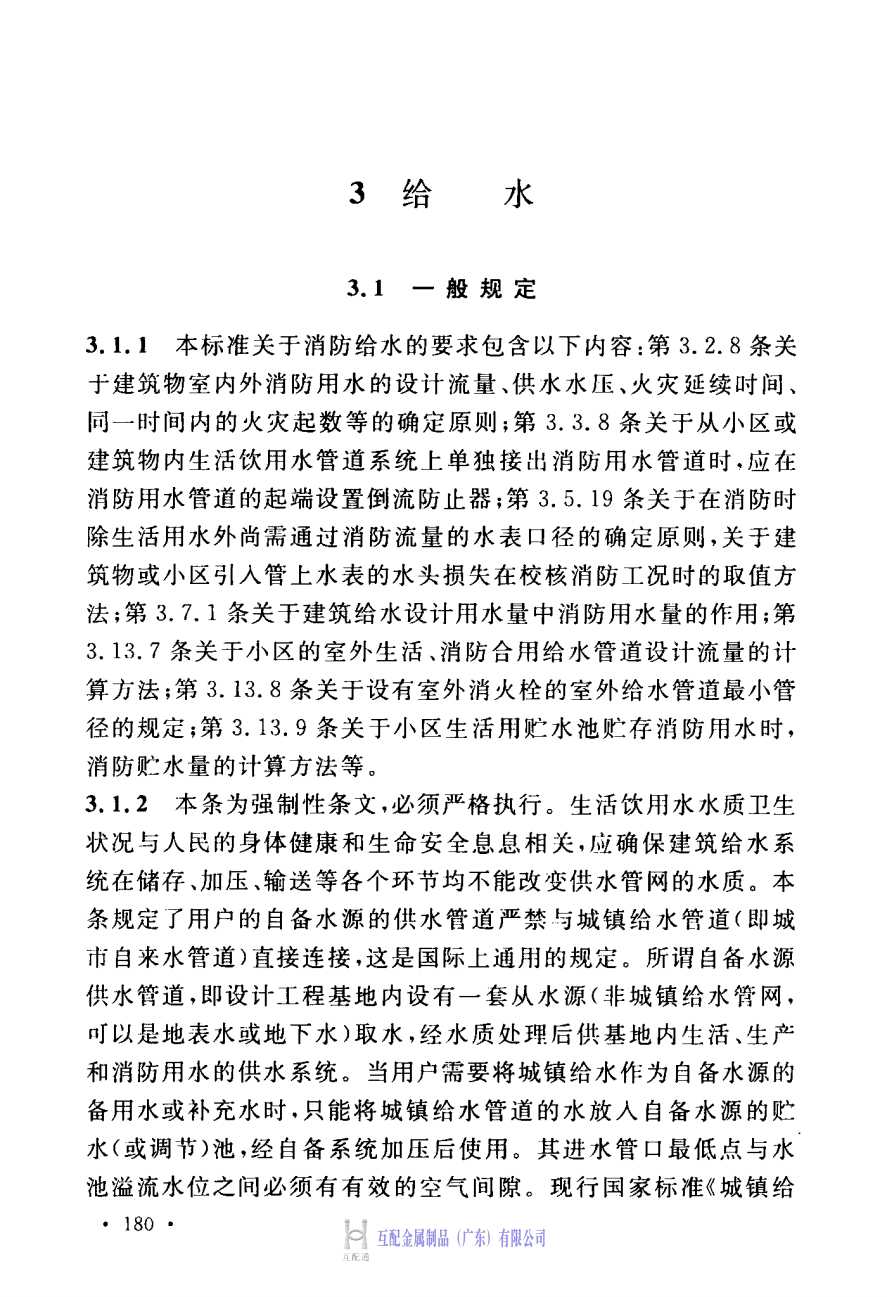 3 给 水
3.1 一般规定
3.1.1 本标准关于消防给水的要求包含以下内容:第 3.2.8 条关
于建筑物室内外消防用水的设计流量、供水水压、火灾延续时间、
同一时间内的火灾起数等的确定原则;第 3.3.8 条关于从小区或
建筑物内生活饮用水管道系统上单独接出消防用水管道时,应在
消防用水管道的起端设置倒流防止器;第 3.5.19 条关于在消防时
除生活用水外尚需通过消防流量的水表口径的确定原则,关于建
筑物或小区引入管上水表的水头损失在校核消防工况时的取值方
法;第 3.7.1 条关于建筑给水设计用水量中消防用水量的作用;第
3.13.7 条关于小区的室外生活、消防合用给水管道设计流量的计
算方法;第 3.13.8 条关于设有室外消火栓的室外给水管道最小管
径的规定;第 3.13.9 条关于小区生活用贮水池贮存消防用水时,
消防贮水量的计算方法等。
3.1.2 本条为强制性条文,必须严格执行。生活饮用水水质卫生
状况与人民的身体健康和生命安全息息相关,应确保建筑给水系
统在储存、加压、输送等各个环节均不能改变供水管网的水质。本
条规定了用户的自备水源的供水管道严禁与城镇给水管道(即城
市自来水管道)直接连接,这是国际上通用的规定。所谓自备水源
供水管道,即设计工程基地内设有一套从水源(非城镇给水管网,
可以是地表水或地下水)取水,经水质处理后供基地内生活、生产
和消防用水的供水系统。当用户需要将城镇给水作为自备水源的
备用水或补充水时,只能将城镇给水管道的水放入自备水源的贮
水(或调节)池,经自备系统加压后使用。其进水管口最低点与水
池溢流水位之间必须有有效的空气间隙。现行国家标准《城镇给
· 180 ·
互配通
互配金属制品(广东)有限公司